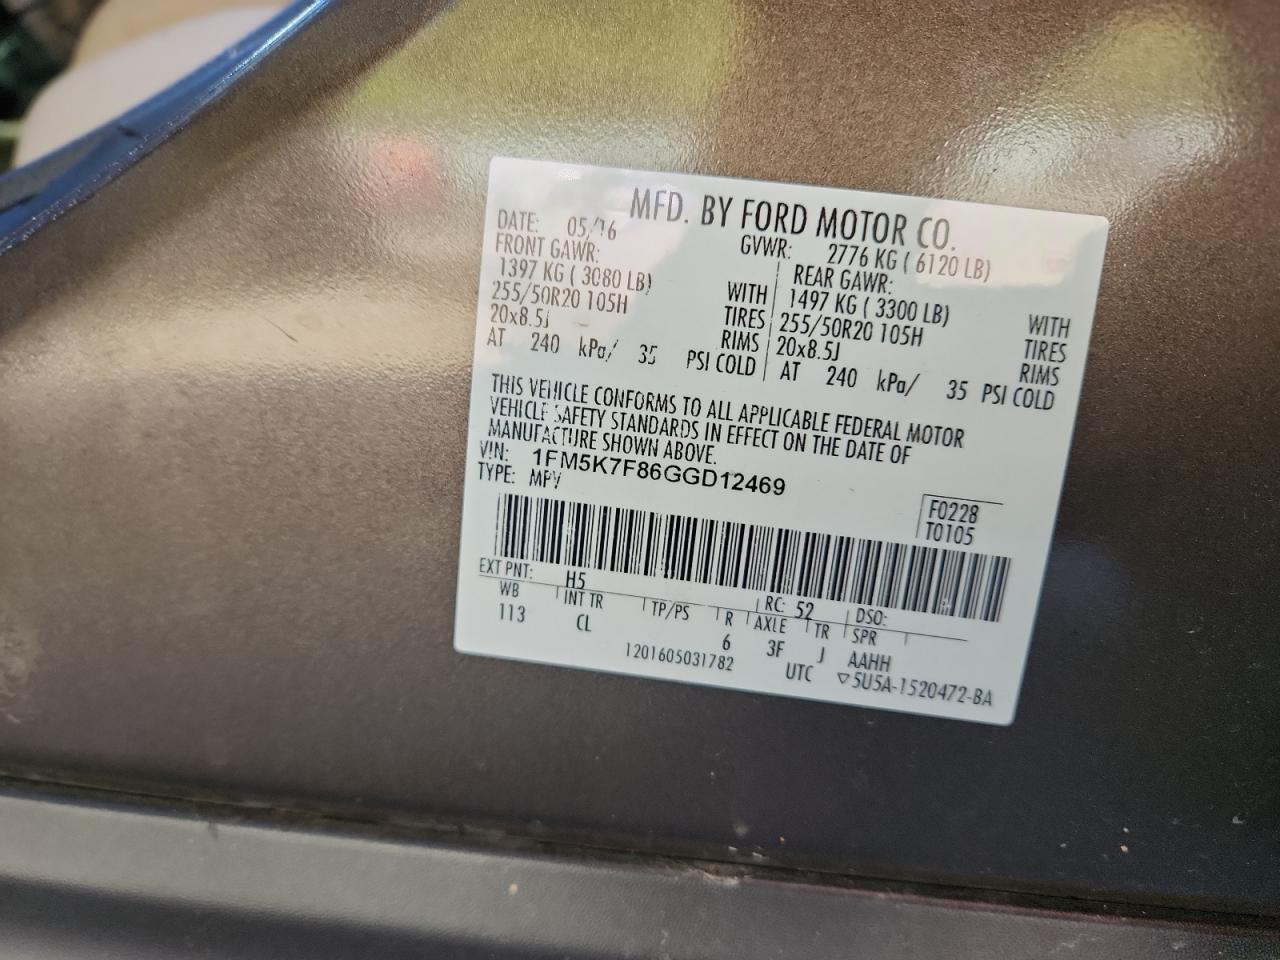 MFD. BY FORD MOTOR CO.
DATE: 05/16 GVWR: 2776 KG ( 6120 LB)
FRONT GAWR: REAR GAWR:
1397 KG ( 3080 LB) WITH 1497 KG ( 3300 LB) WITH
255/50R20 105H TIRES 255/50R20 105H TIRES
20x8.5J RIMS 20x8.5J RIMS
AT 240 kPa/ 35 PSI COLD AT 240 kPa/ 35 PSI COLD
THIS VEHICLE CONFORMS TO ALL APPLICABLE FEDERAL MOTOR
VEHICLE SAFETY STANDARDS IN EFFECT ON THE DATE OF
MANUFACTURE SHOWN ABOVE.
VIN: 1FM5K7F86GGD12469
TYPE: MPV
F0228
T0105
EXT PNT: H5 RC: 52 DSO:
WB INT TR TP/PS R AXLE TR SPR
113 CL 6 3F J AAHH
1201605031782 UTC ▽5U5A-1520472-BA